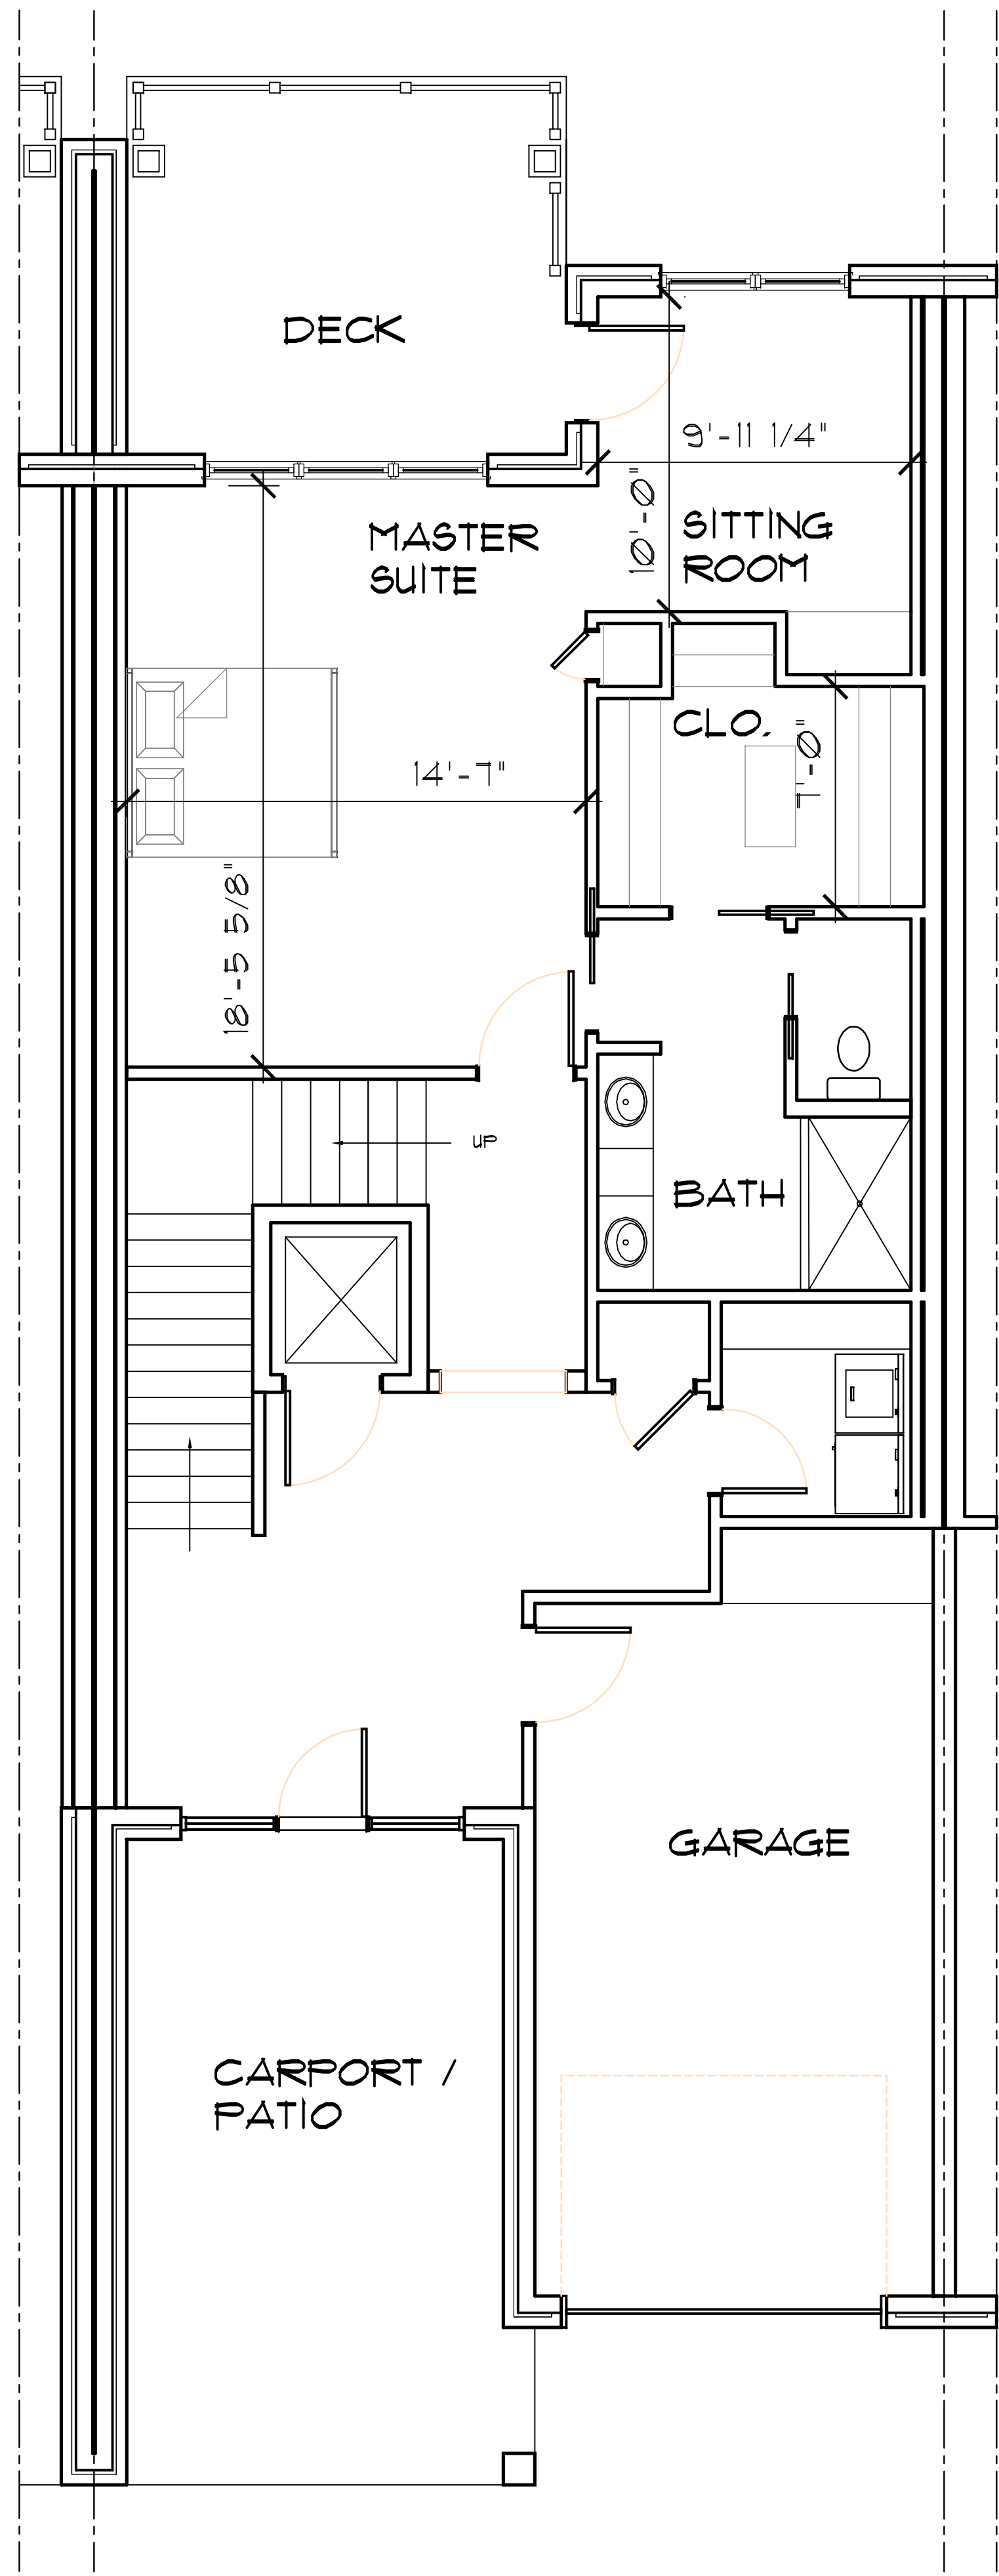 DECK
9'-11 1/4"
10'-0"
SITTING
ROOM
MASTER
SUITE
CLO.
7'-0"
14'-7"
18'-5 5/8"
UP
BATH
GARAGE
CARPORT /
PATIO